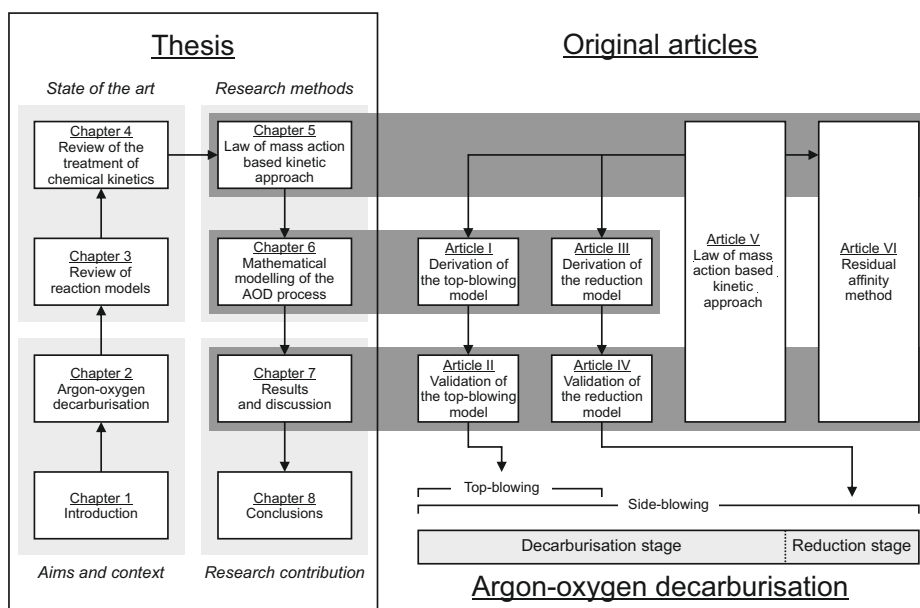 Thesis
Original articles
State of the art
Research methods
Chapter 4
Review of the
treatment of
chemical kinetics
Chapter 5
Law of mass action
based kinetic
approach
Chapter 3
Review of
reaction models
Chapter 6
Mathematical
modelling of the
AOD process
Article I
Derivation of
the top-blowing
model
Article III
Derivation of
the reduction
model
Article V
Law of mass
action based
kinetic
approach
Article VI
Residual
affinity
method
Chapter 2
Argon-oxygen
decarburisation
Chapter 7
Results
and discussion
Article II
Validation of
the top-blowing
model
Article IV
Validation of
the reduction
model
Chapter 1
Introduction
Chapter 8
Conclusions
Top-blowing
Side-blowing
Decarburisation stage
Reduction stage
Aims and context
Research contribution
Argon-oxygen decarburisation